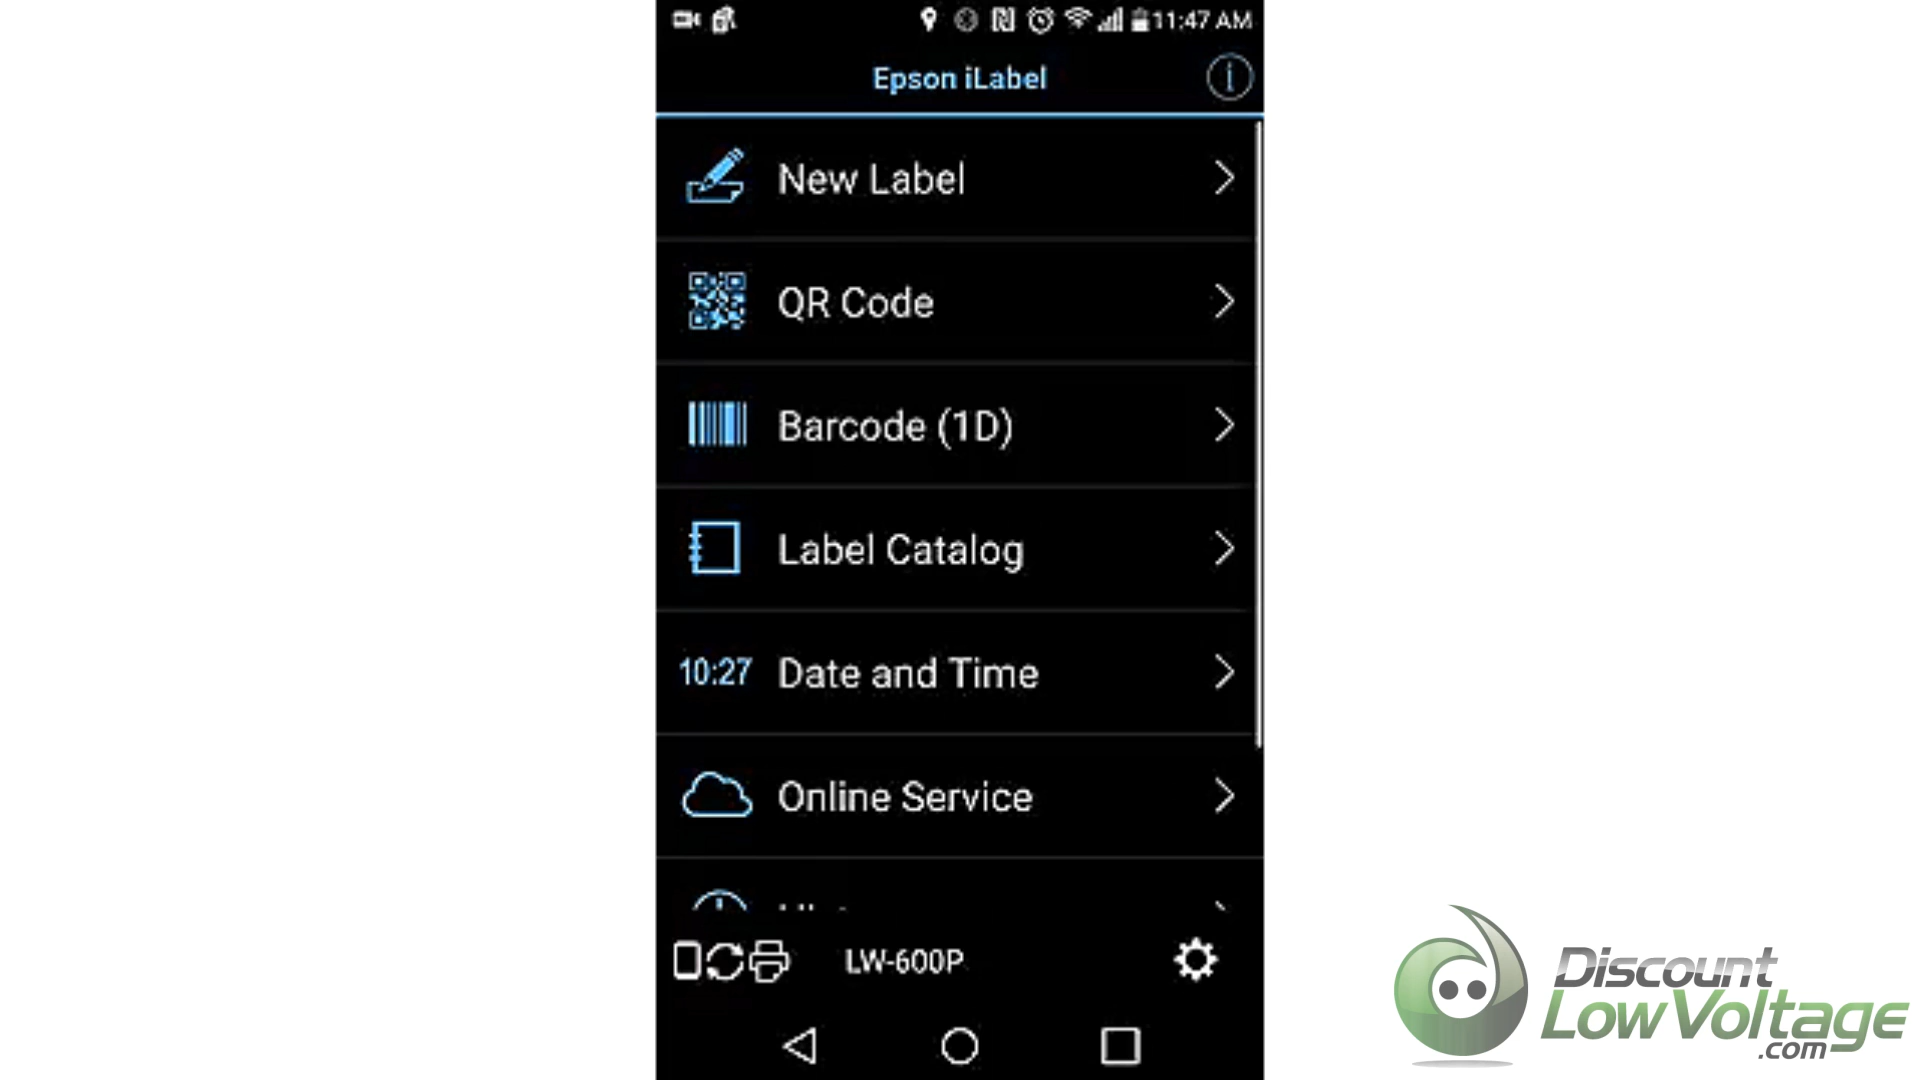 11:47 AM
Epson iLabel
New Label
QR Code
Barcode (1D)
Label Catalog
10:27 Date and Time
Online Service
LW-600P
Discount
LowVoltage
.com